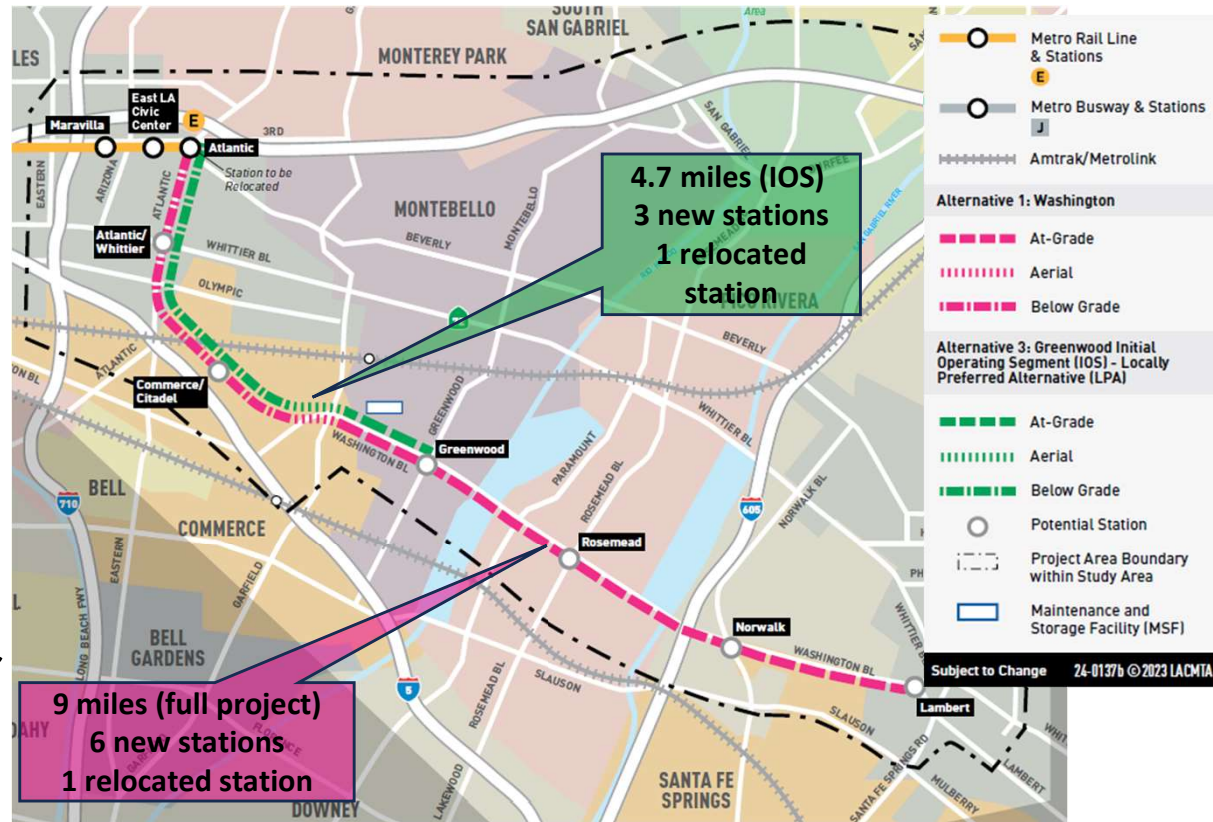 SOUTH
SAN GABRIEL
MONTEREY PARK
LES
East LA
Civic
Center
E
Maravilla
3RD
Atlantic
Station to be
Relocated
EASTERN
ARIZONA
ATLANTIC
SAN GABRIEL
SAN GABRIEL RIVER
MONTEBELLO
MONTEBELLO
Atlantic/
Whittier
WHITTIER BL
BEVERLY
OLYMPIC
4.7 miles (IOS)
3 new stations
1 relocated
station
PICO RIVERA
BEVERLY
ATLANTIC
Commerce/
Citadel
WASHINGTON BL
GREENWOOD
Greenwood
WHITTIER BL
PARAMOUNT
ROSEMEAD BL
NORWALK BL
605
BELL
710
COMMERCE
Rosemead
EASTERN
GARFIELD
LONG BEACH FWY
BELL
GARDENS
Norwalk
WASHINGTON BL
WHITTIER BL
SLAUSON
5
ROSEMEAD BL
Lambert
SLAUSON
9 miles (full project)
6 new stations
1 relocated station
FLORENCE
GARFIELD
DOWNEY
LAKEWOOD
SANTA FE
SPRINGS
SANTA FE SPRINGS RD
LAMBERT
MULBERRY
Metro Rail Line
& Stations
E
Metro Busway & Stations
J
Amtrak/Metrolink
Alternative 1: Washington
At-Grade
Aerial
Below Grade
Alternative 3: Greenwood Initial
Operating Segment (IOS) - Locally
Preferred Alternative (LPA)
At-Grade
Aerial
Below Grade
Potential Station
Project Area Boundary
within Study Area
Maintenance and
Storage Facility (MSF)
Subject to Change 24-0137b ©2023 LACMTA